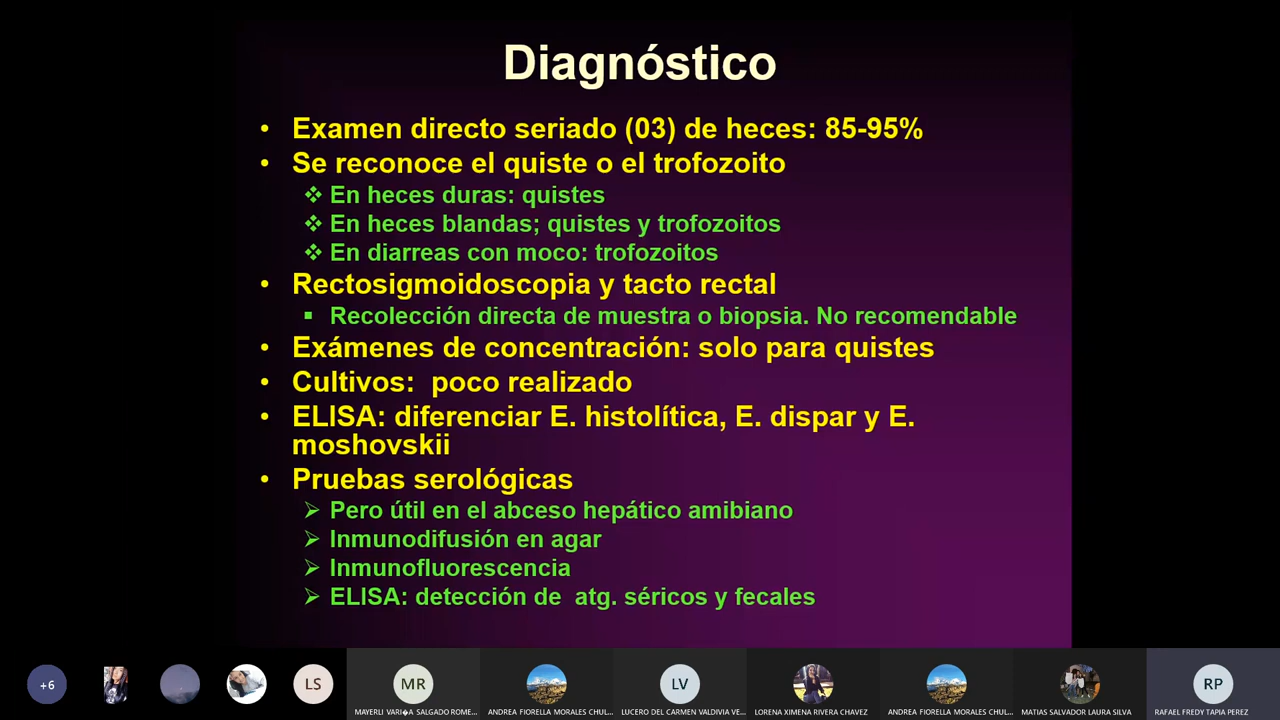 Diagnóstico
• Examen directo seriado (03) de heces: 85-95%
• Se reconoce el quiste o el trofozoito
❖ En heces duras: quistes
❖ En heces blandas; quistes y trofozoitos
❖ En diarreas con moco: trofozoitos
• Rectosigmoidoscopia y tacto rectal
▪ Recolección directa de muestra o biopsia. No recomendable
• Exámenes de concentración: solo para quistes
• Cultivos: poco realizado
• ELISA: diferenciar E. histolítica, E. dispar y E.
moshovskii
• Pruebas serológicas
➢ Pero útil en el abceso hepático amibiano
➢ Inmunodifusión en agar
➢ Inmunofluorescencia
➢ ELISA: detección de atg. séricos y fecales
+6 LS MR LV RP
MAYERLI VARI�A SALGADO ROME... ANDREA FIORELLA MORALES CHUL... LUCERO DEL CARMEN VALDIVIA VE... LORENA XIMENA RIVERA CHAVEZ ANDREA FIORELLA MORALES CHUL... MATIAS SALVADOR LAURA SILVA RAFAEL FREDY TAPIA PEREZ